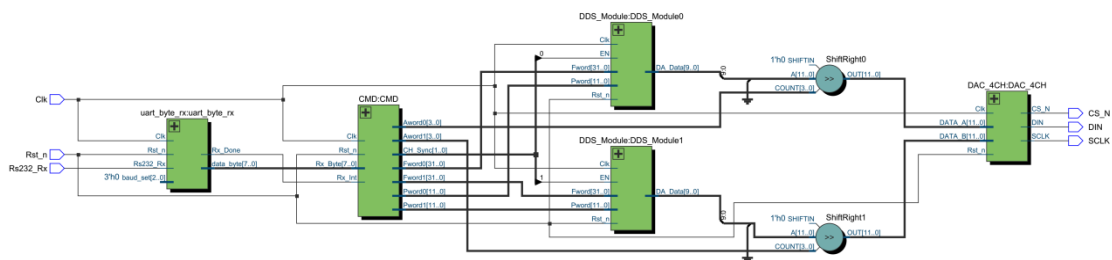 Clk
Rst_n
Rs232_Rx
uart_byte_rx:uart_byte_rx
Clk
Rst_n
Rs232_Rx
3'h0 baud_set[2..0]
Rx_Done
data_byte[7..0]
CMD:CMD
Clk
Rst_n
Rx_Byte[7..0]
Rx_Int
Aword0[3..0]
Aword1[3..0]
CH_Sync[1..0]
Fword0[31..0]
Fword1[31..0]
Pword0[11..0]
Pword1[11..0]
0
1
DDS_Module:DDS_Module0
Clk
EN
Fword[31..0]
Pword[11..0]
Rst_n
DA_Data[9..0]
DDS_Module:DDS_Module1
Clk
EN
Fword[31..0]
Pword[11..0]
Rst_n
DA_Data[9..0]
0:9
ShiftRight0
1'h0 SHIFTIN
A[11..0]
COUNT[3..0]
>>
OUT[11..0]
0:9
ShiftRight1
1'h0 SHIFTIN
A[11..0]
COUNT[3..0]
>>
OUT[11..0]
DAC_4CH:DAC_4CH
Clk
DATA_A[11..0]
DATA_B[11..0]
Rst_n
CS_N
DIN
SCLK
CS_N
DIN
SCLK